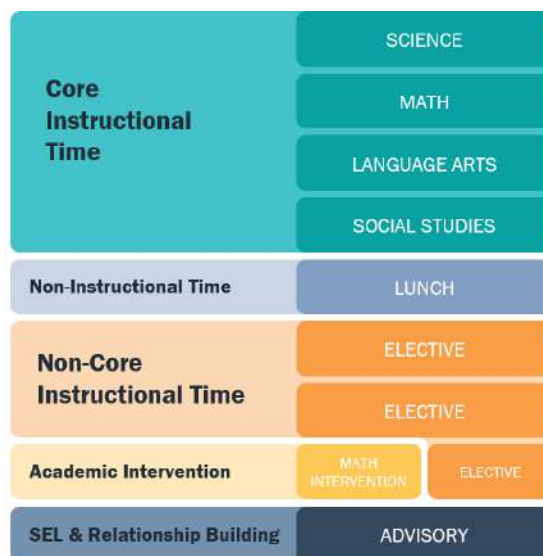 SCIENCE
Core
Instructional
Time
MATH
LANGUAGE ARTS
SOCIAL STUDIES
Non-Instructional Time
LUNCH
Non-Core
Instructional Time
ELECTIVE
ELECTIVE
Academic Intervention
MATH
INTERVENTION
ELECTIVE
SEL & Relationship Building
ADVISORY